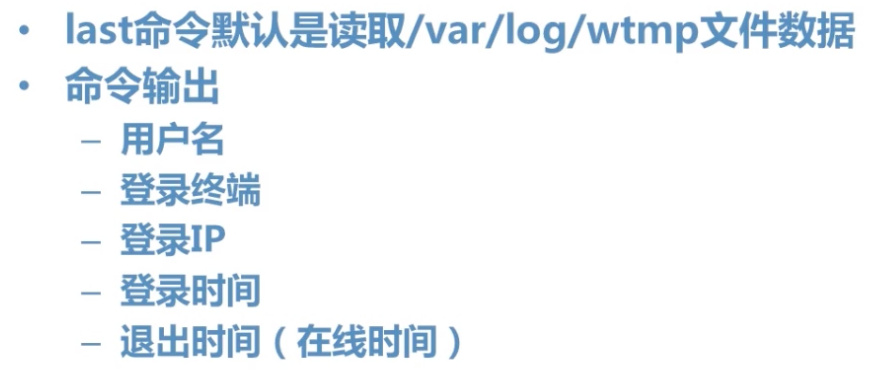 • last命令默认是读取/var/log/wtmp文件数据
• 命令输出
– 用户名
– 登录终端
– 登录IP
– 登录时间
– 退出时间（在线时间）